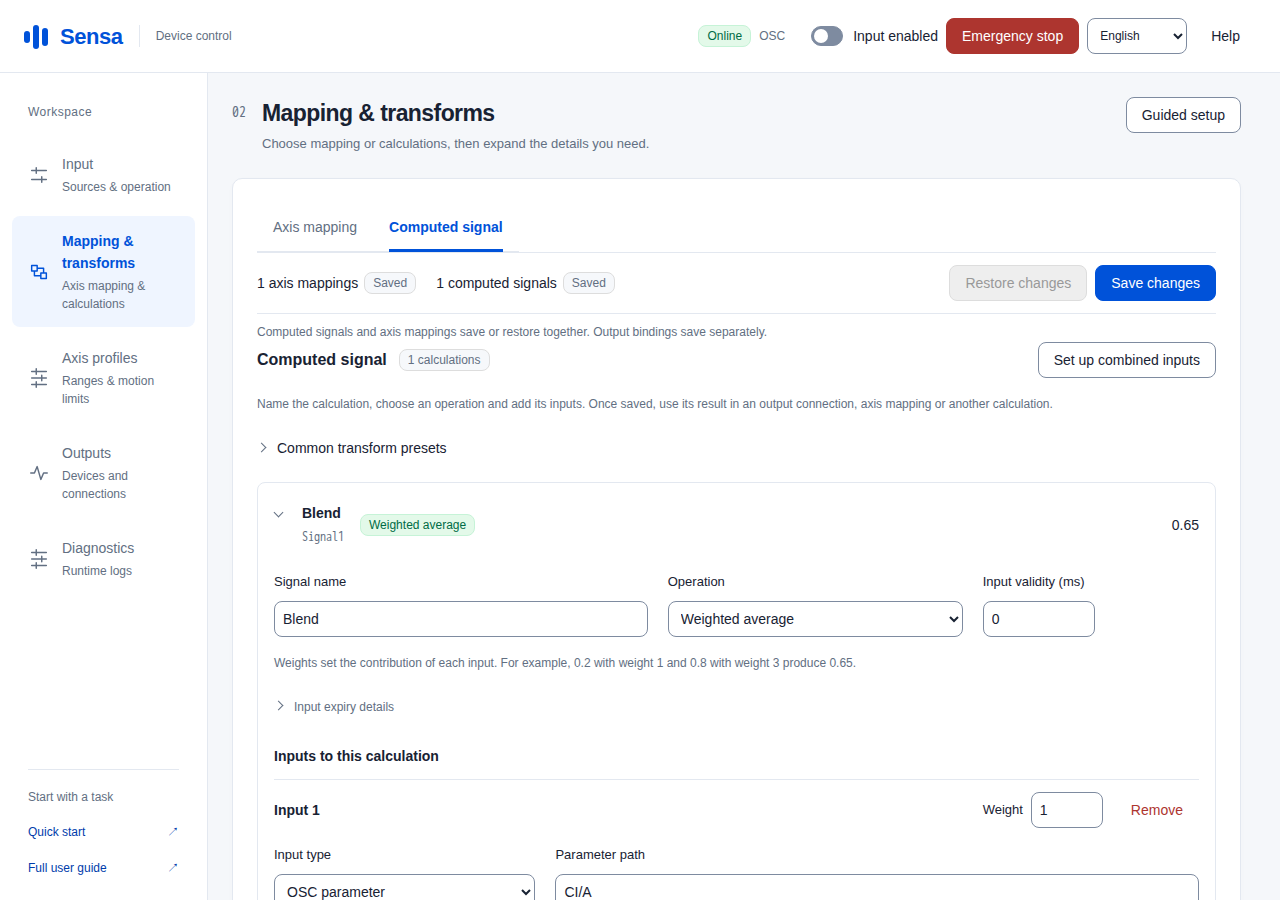 Sensa
Device control
Online OSC
Input enabled
Emergency stop
English
Help
Workspace
Input
Sources & operation
Mapping &
transforms
Axis mapping &
calculations
Axis profiles
Ranges & motion
limits
Outputs
Devices and
connections
Diagnostics
Runtime logs
Start with a task
Quick start ↗
Full user guide ↗
02 Mapping & transforms
Choose mapping or calculations, then expand the details you need.
Guided setup
Axis mapping Computed signal
1 axis mappings Saved 1 computed signals Saved
Restore changes Save changes
Computed signals and axis mappings save or restore together. Output bindings save separately.
Computed signal 1 calculations
Set up combined inputs
Name the calculation, choose an operation and add its inputs. Once saved, use its result in an output connection, axis mapping or another calculation.
Common transform presets
Blend
Signal1
Weighted average
0.65
Signal name Operation Input validity (ms)
Blend Weighted average 0
Weights set the contribution of each input. For example, 0.2 with weight 1 and 0.8 with weight 3 produce 0.65.
Input expiry details
Inputs to this calculation
Input 1 Weight 1 Remove
Input type Parameter path
OSC parameter CI/A